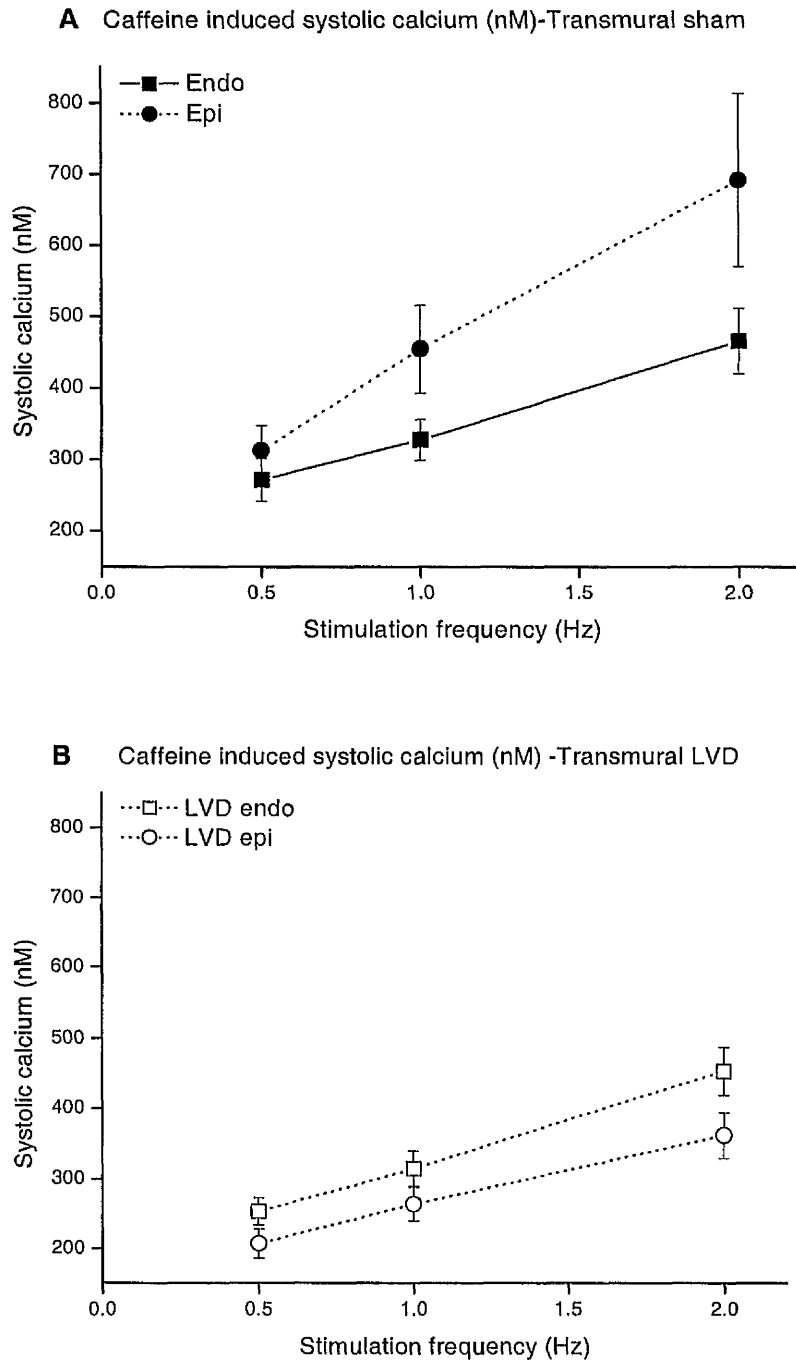 A Caffeine induced systolic calcium (nM)-Transmural sham
Endo
Epi
800
700
600
500
400
300
200
Systolic calcium (nM)
0.0 0.5 1.0 1.5 2.0
Stimulation frequency (Hz)
B Caffeine induced systolic calcium (nM) -Transmural LVD
LVD endo
LVD epi
800
700
600
500
400
300
200
Systolic calcium (nM)
0.0 0.5 1.0 1.5 2.0
Stimulation frequency (Hz)